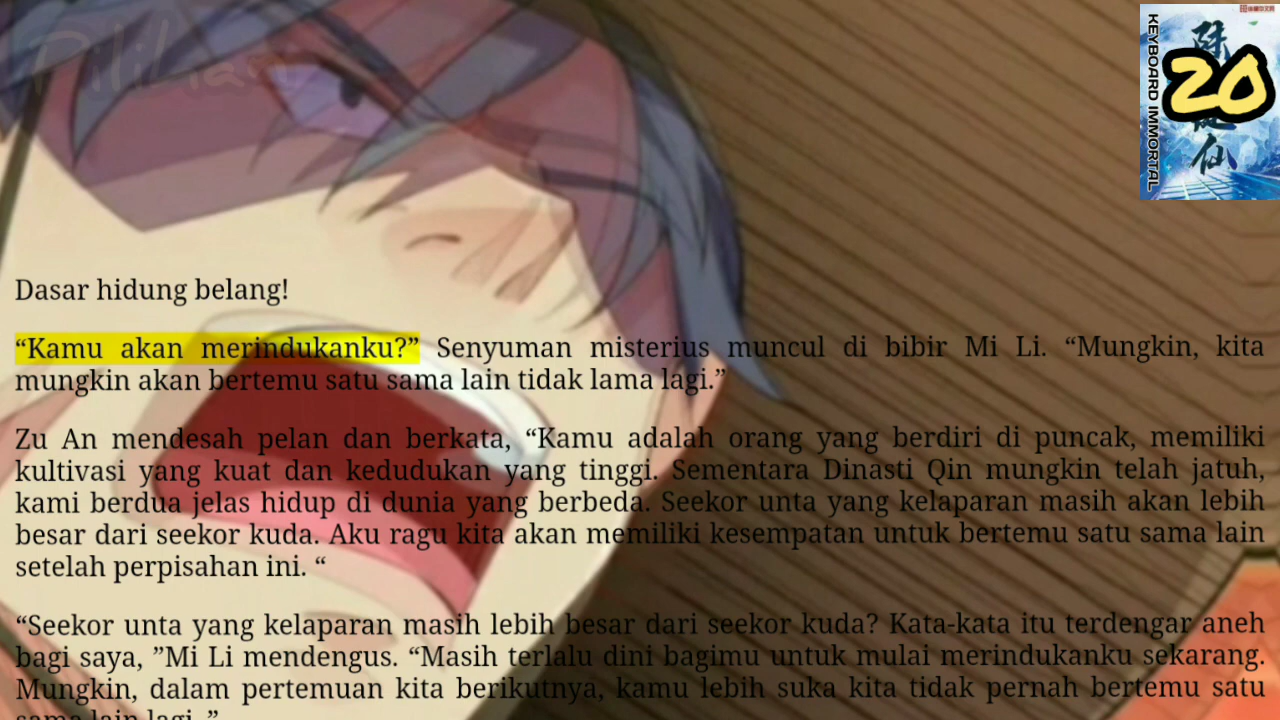 Pilihan
KEYBOARD IMMORTAL
20
仙
Dasar hidung belang!
“Kamu akan merindukanku?” Senyuman misterius muncul di bibir Mi Li. “Mungkin, kita
mungkin akan bertemu satu sama lain tidak lama lagi.”
Zu An mendesah pelan dan berkata, “Kamu adalah orang yang berdiri di puncak, memiliki
kultivasi yang kuat dan kedudukan yang tinggi. Sementara Dinasti Qin mungkin telah jatuh,
kami berdua jelas hidup di dunia yang berbeda. Seekor unta yang kelaparan masih akan lebih
besar dari seekor kuda. Aku ragu kita akan memiliki kesempatan untuk bertemu satu sama lain
setelah perpisahan ini. “
“Seekor unta yang kelaparan masih lebih besar dari seekor kuda? Kata-kata itu terdengar aneh
bagi saya, ”Mi Li mendengus. “Masih terlalu dini bagimu untuk mulai merindukanku sekarang.
Mungkin, dalam pertemuan kita berikutnya, kamu lebih suka kita tidak pernah bertemu satu
sama lain lagi. ”